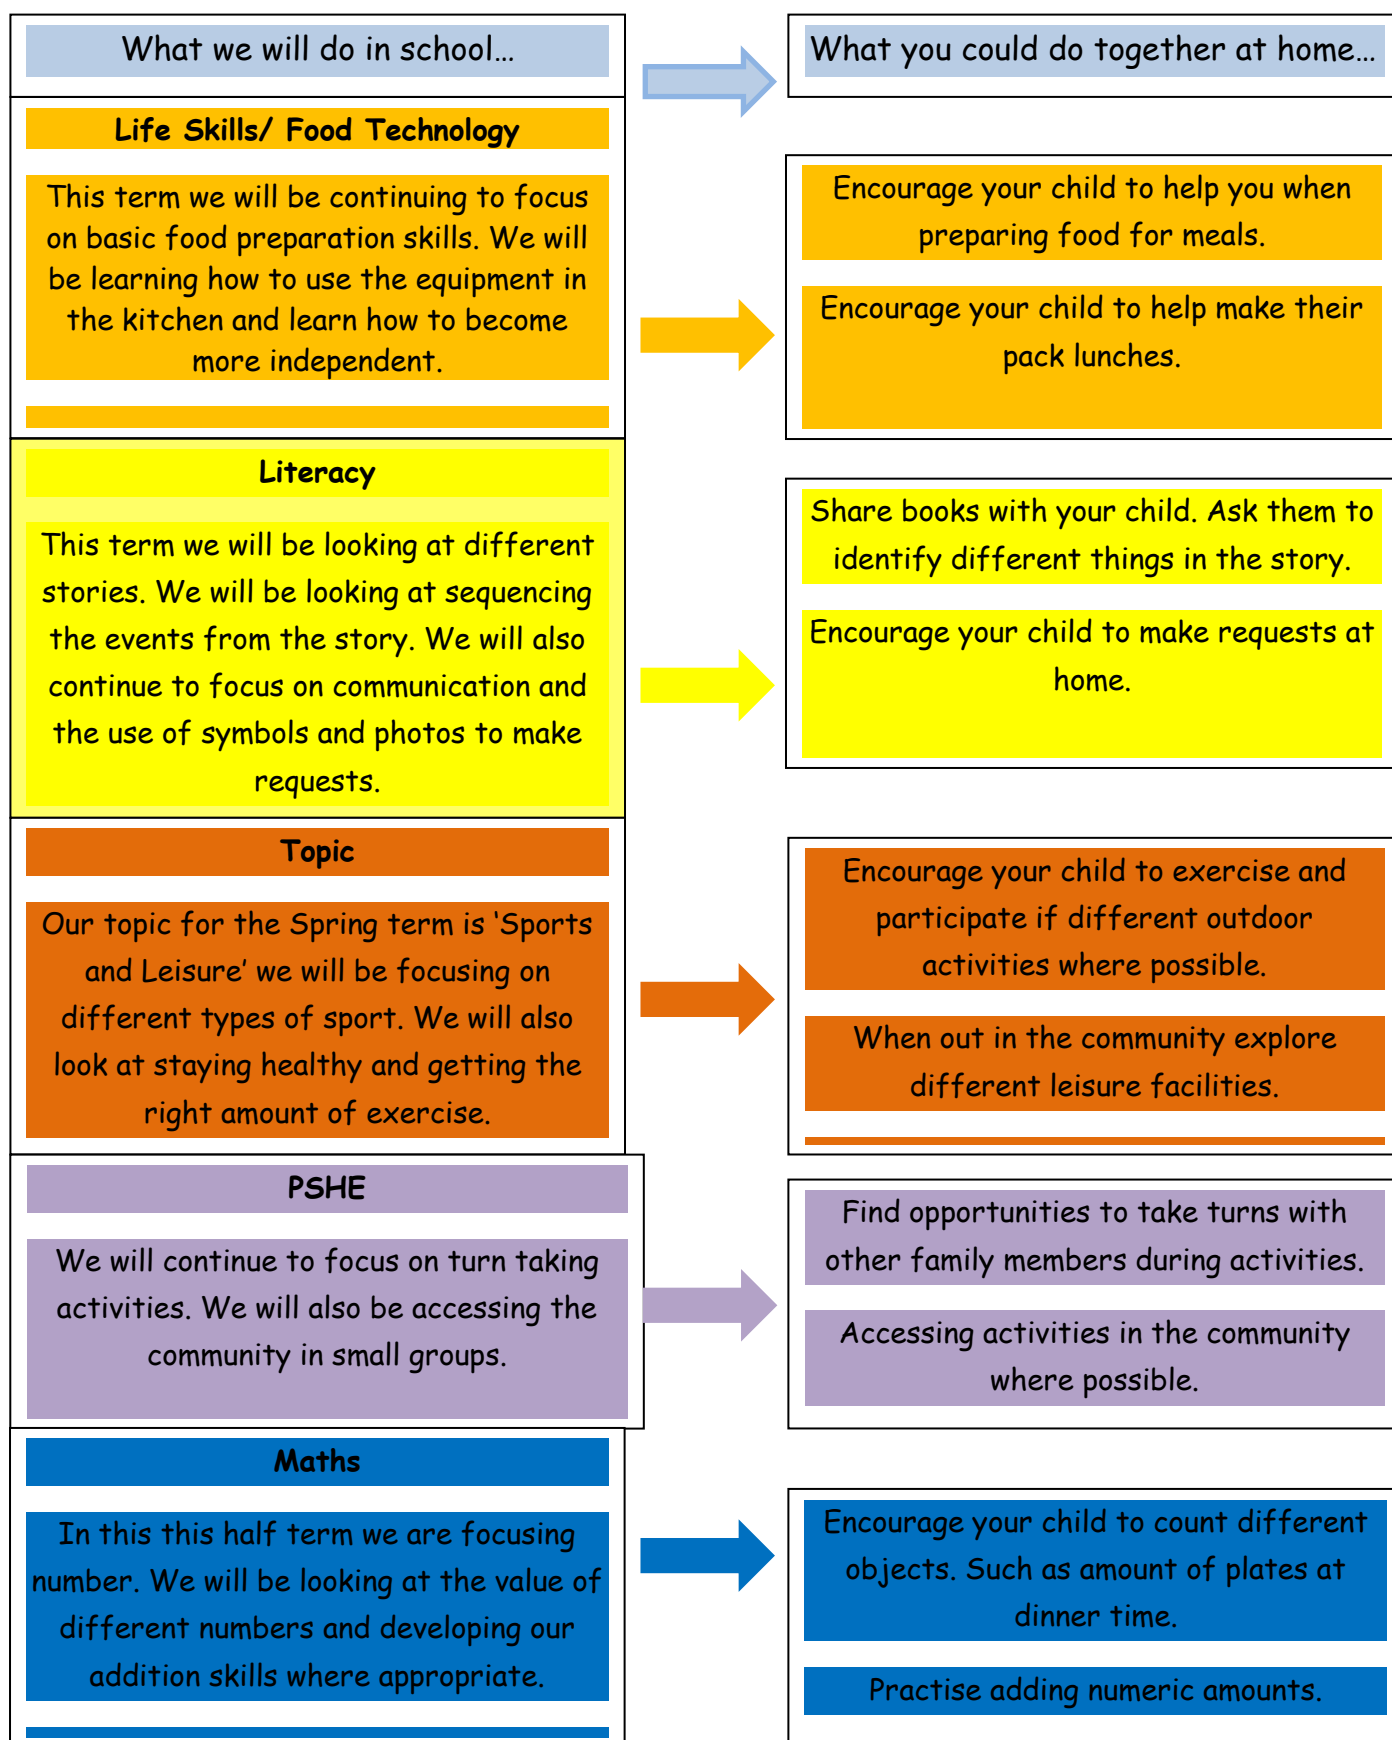 What we will do in school…
What you could do together at home…
Life Skills/ Food Technology
This term we will be continuing to focus
on basic food preparation skills. We will
be learning how to use the equipment in
the kitchen and learn how to become
more independent.
Encourage your child to help you when
preparing food for meals.
Encourage your child to help make their
pack lunches.
Literacy
This term we will be looking at different
stories. We will be looking at sequencing
the events from the story. We will also
continue to focus on communication and
the use of symbols and photos to make
requests.
Share books with your child. Ask them to
identify different things in the story.
Encourage your child to make requests at
home.
Topic
Our topic for the Spring term is ‘Sports
and Leisure’ we will be focusing on
different types of sport. We will also
look at staying healthy and getting the
right amount of exercise.
Encourage your child to exercise and
participate if different outdoor
activities where possible.
When out in the community explore
different leisure facilities.
PSHE
We will continue to focus on turn taking
activities. We will also be accessing the
community in small groups.
Find opportunities to take turns with
other family members during activities.
Accessing activities in the community
where possible.
Maths
In this this half term we are focusing
number. We will be looking at the value of
different numbers and developing our
addition skills where appropriate.
Encourage your child to count different
objects. Such as amount of plates at
dinner time.
Practise adding numeric amounts.